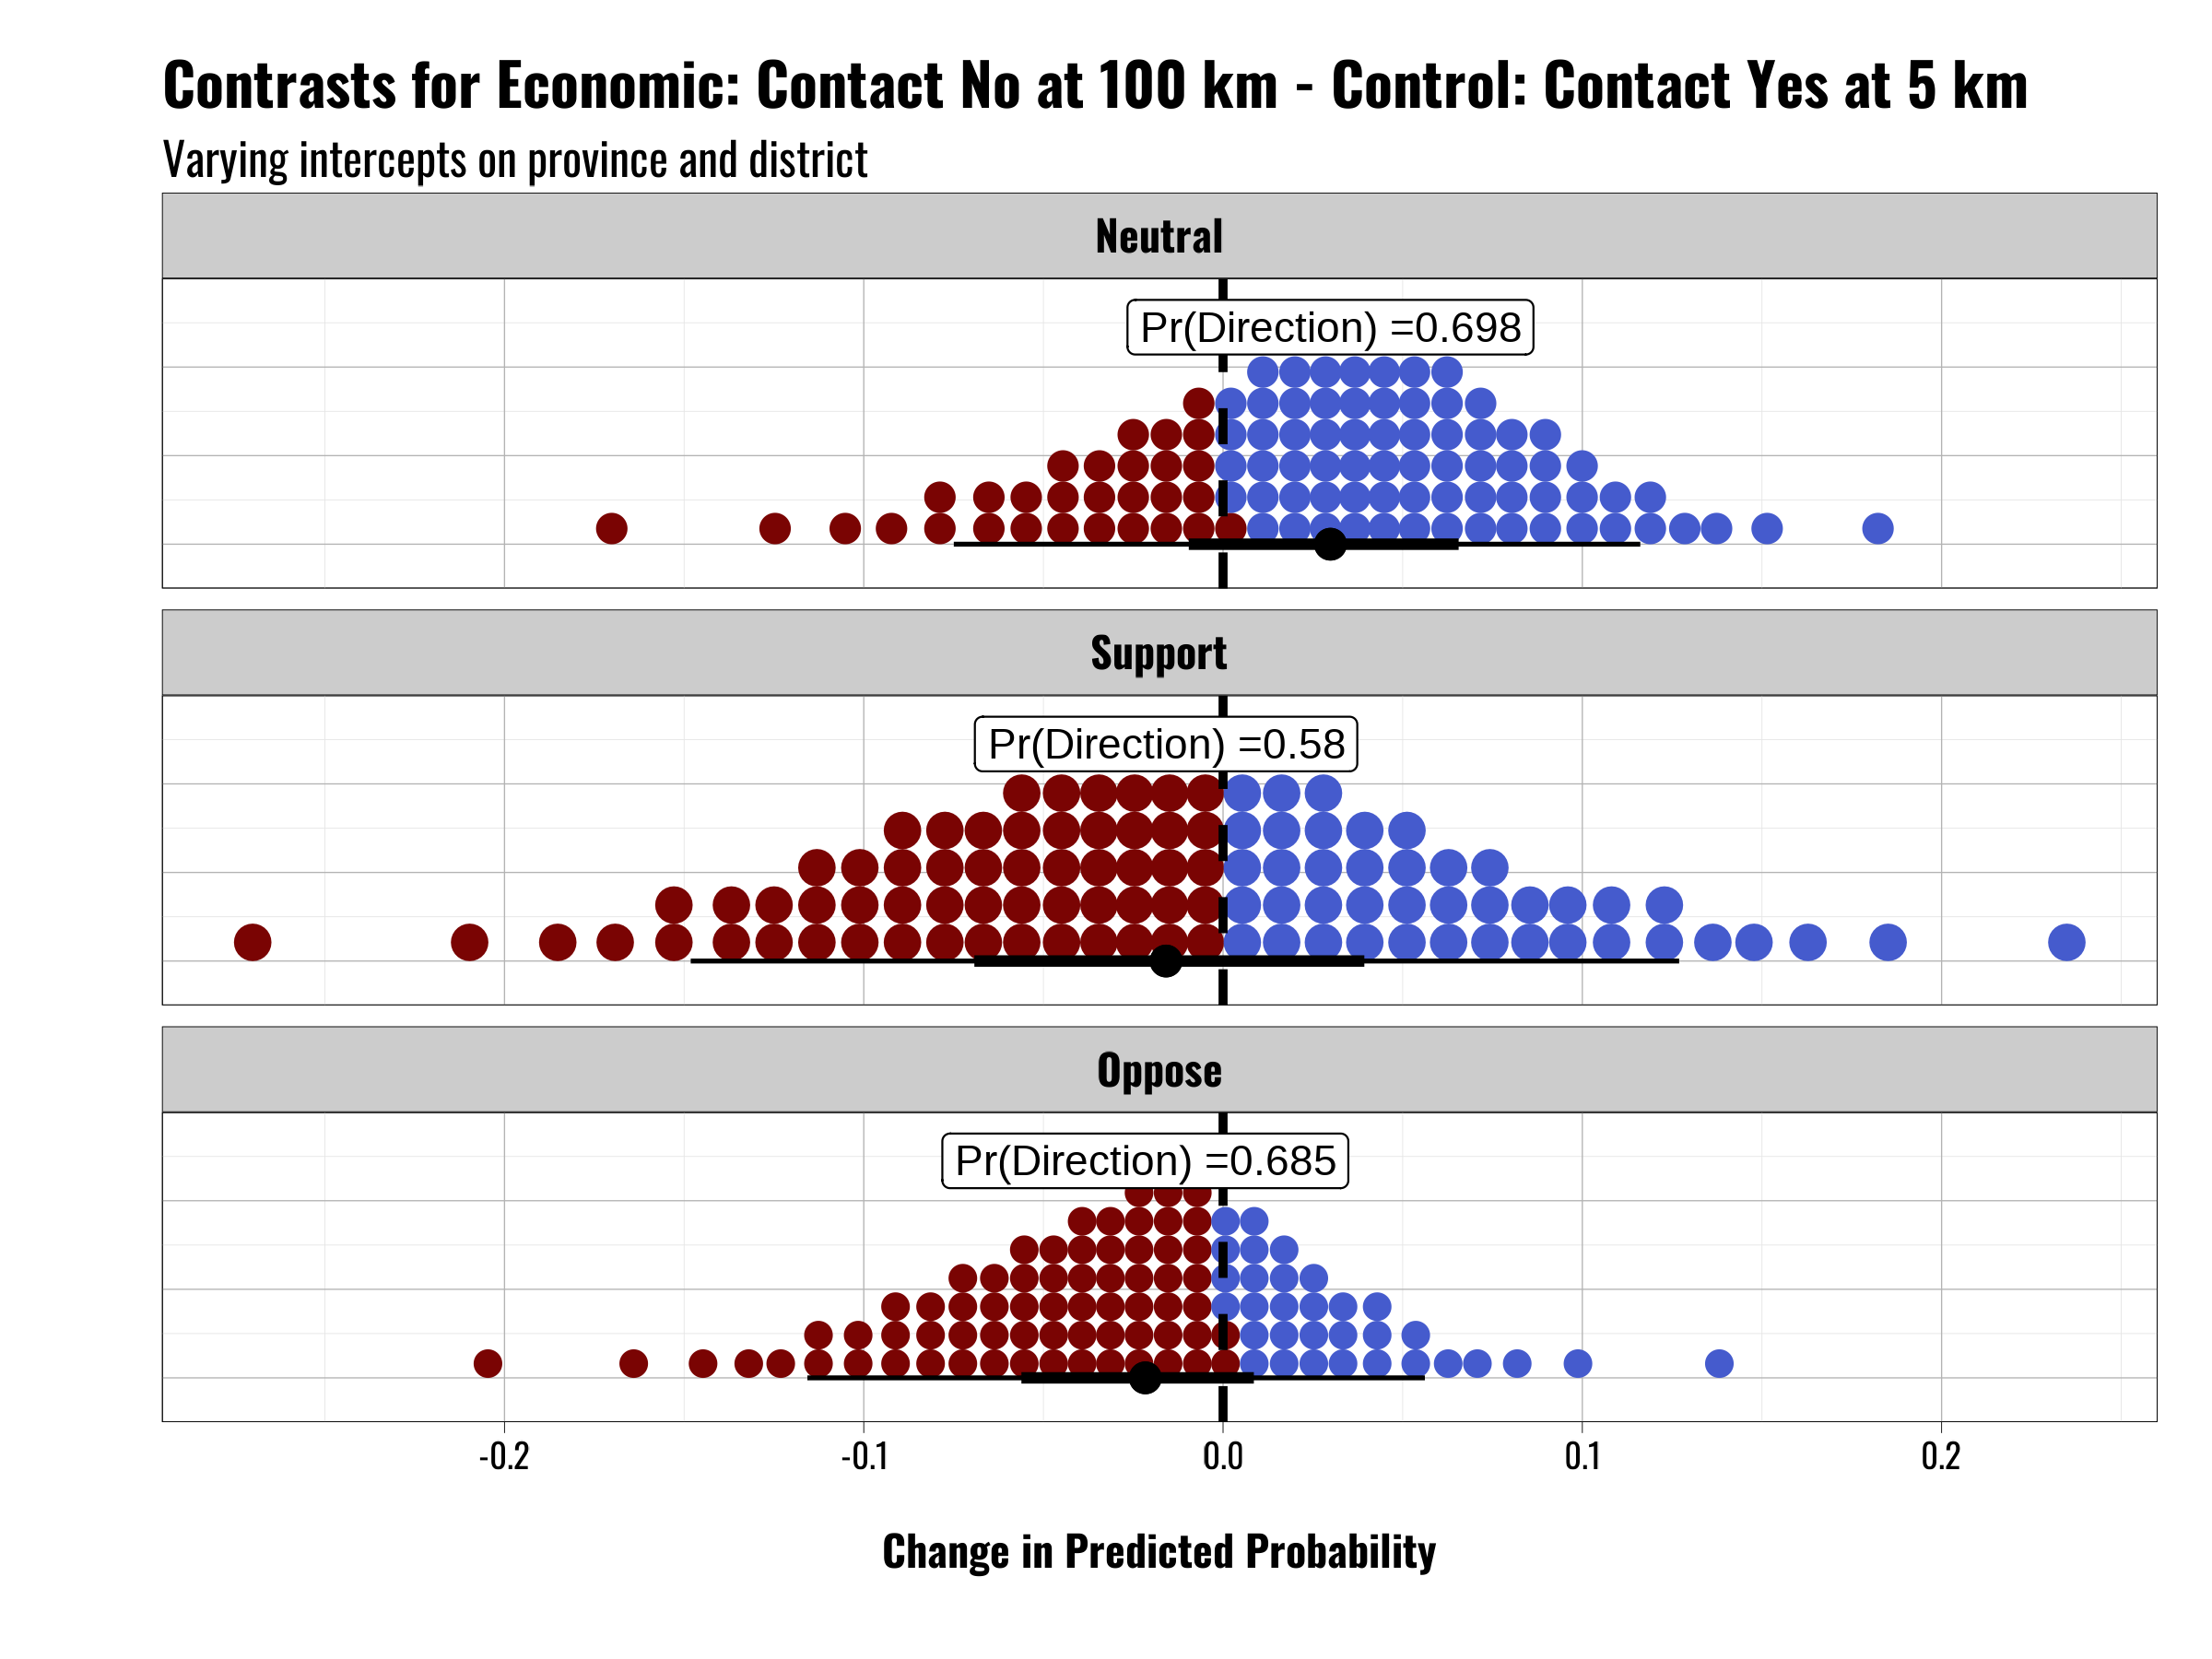 Contrasts for Economic: Contact No at 100 km - Control: Contact Yes at 5 km
Varying intercepts on province and district
Neutral
Pr(Direction) =0.698
Support
Pr(Direction) =0.58
Oppose
Pr(Direction) =0.685
-0.2 -0.1 0.0 0.1 0.2
Change in Predicted Probability